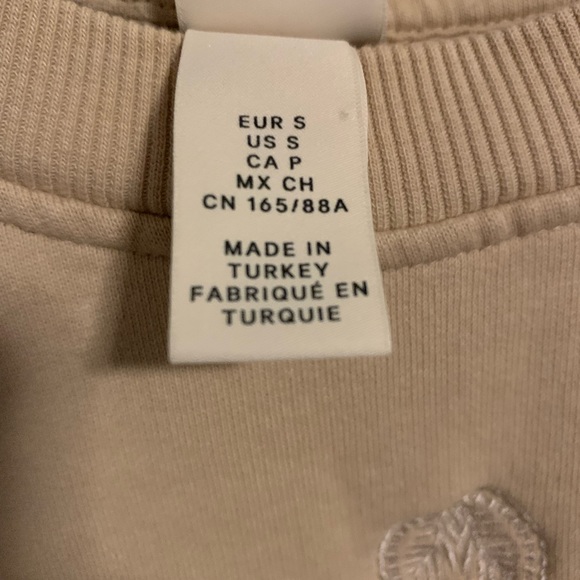 EUR S
US S
CA P
MX CH
CN 165/88A
MADE IN
TURKEY
FABRIQUÉ EN
TURQUIE